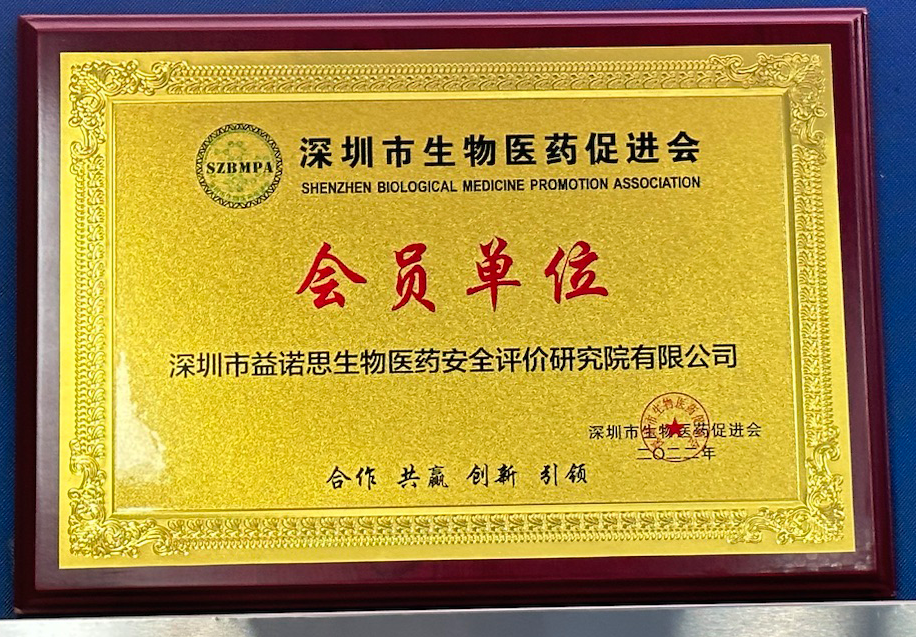 深圳市生物医药促进会
SZBMPA
SHENZHEN BIOLOGICAL MEDICINE PROMOTION ASSOCIATION
会员单位
深圳市益诺思生物医药安全评价研究院有限公司
深圳市生物医药促进会
二〇二二年
合作 共赢 创新 引领